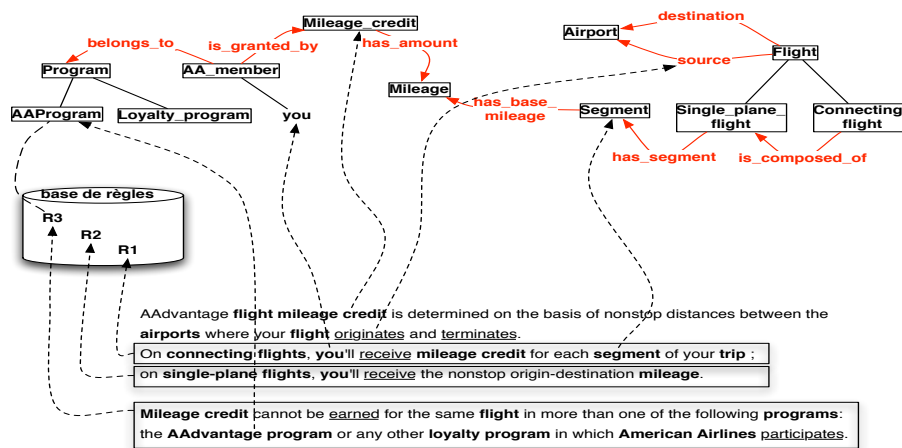 destination
Mileage_credit
Airport
belongs_to
is_granted_by
has_amount
Flight
source
Program
AA_member
Mileage
has_base_
mileage
AAProgram
Loyalty_program
you
Segment
Single_plane_
flight
Connecting
flight
has_segment
is_composed_of
base de règles
R3
R2
R1
AAdvantage flight mileage credit is determined on the basis of nonstop distances between the
airports where your flight originates and terminates.
On connecting flights, you'll receive mileage credit for each segment of your trip ;
on single-plane flights, you'll receive the nonstop origin-destination mileage.
Mileage credit cannot be earned for the same flight in more than one of the following programs:
the AAdvantage program or any other loyalty program in which American Airlines participates.